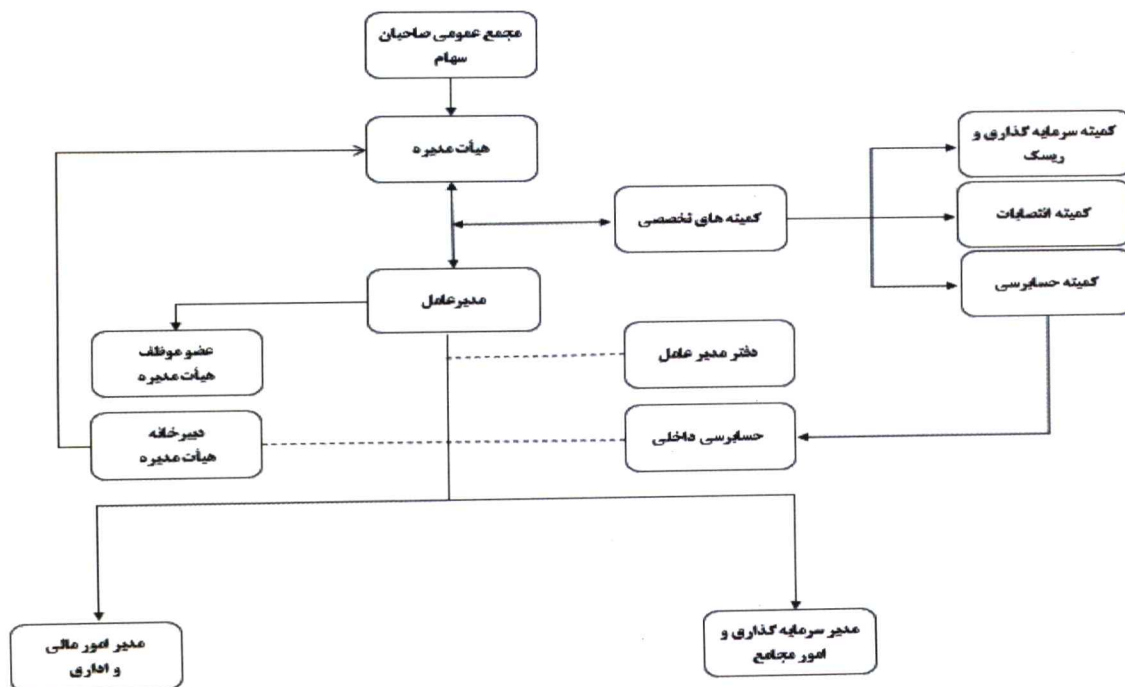 مجمع عمومی صاحبان
سهام
هیأت مدیره
کمیته سرمایه گذاری و
ریسک
کمیته های تخصصی
کمیته انتصابات
کمیته حسابرسی
مدیرعامل
عضو موظف
هیأت مدیره
دفتر مدیر عامل
دبیرخانه
هیأت مدیره
حسابرسی داخلی
مدیر امور مالی
و اداری
مدیر سرمایه گذاری و
امور مجامع